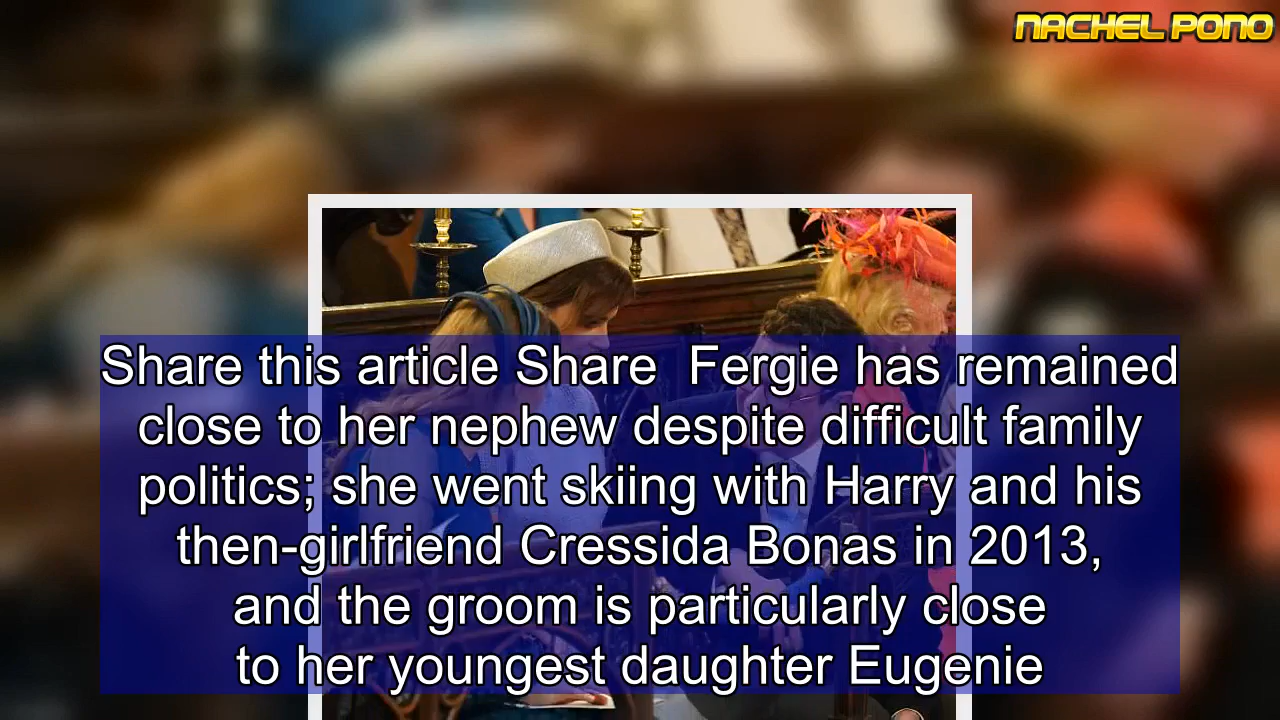 NACHEL PONO
Share this article Share  Fergie has remained
close to her nephew despite difficult family
politics; she went skiing with Harry and his
then-girlfriend Cressida Bonas in 2013,
and the groom is particularly close
to her youngest daughter Eugenie